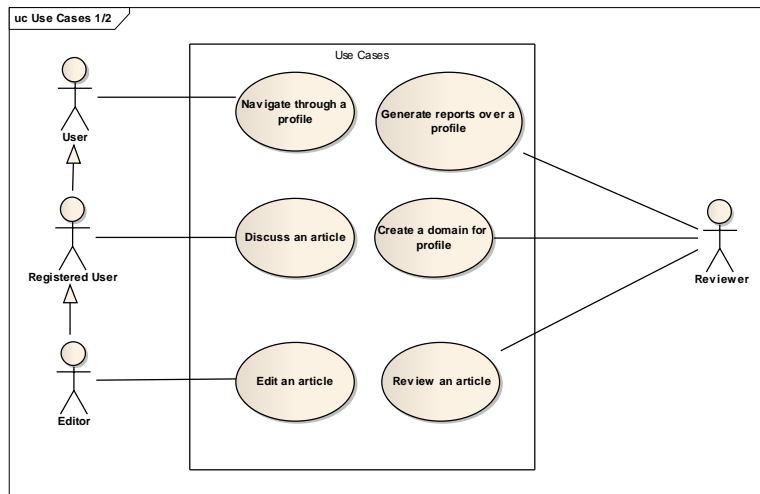 uc Use Cases 1/2
Use Cases
User
Navigate through a
profile
Generate reports over a
profile
Registered User
Discuss an article
Create a domain for
profile
Reviewer
Editor
Edit an article
Review an article